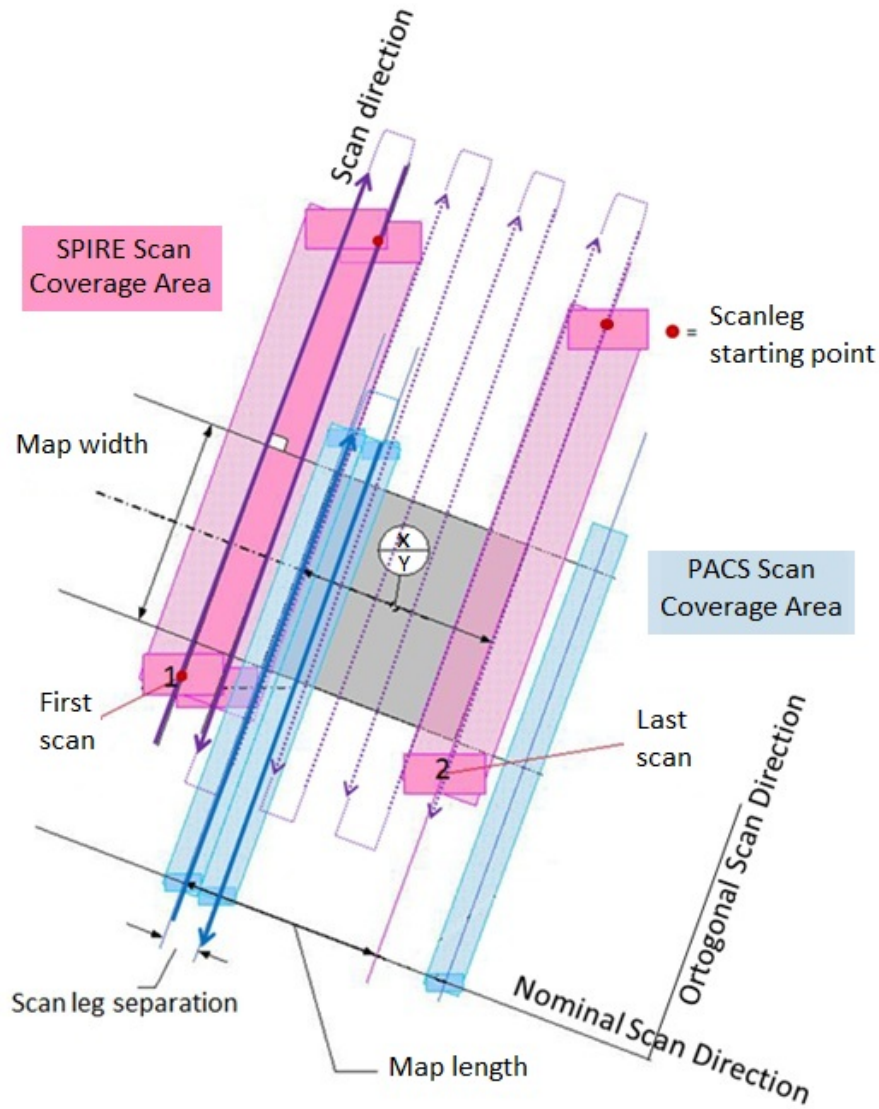 Scan direction
SPIRE Scan
Coverage Area
= Scanleg
starting point
Map width
X
Y
PACS Scan
Coverage Area
1
First
scan
Last
scan
2
Ortogonal Scan Direction
Scan leg separation
Nominal Scan Direction
Map length